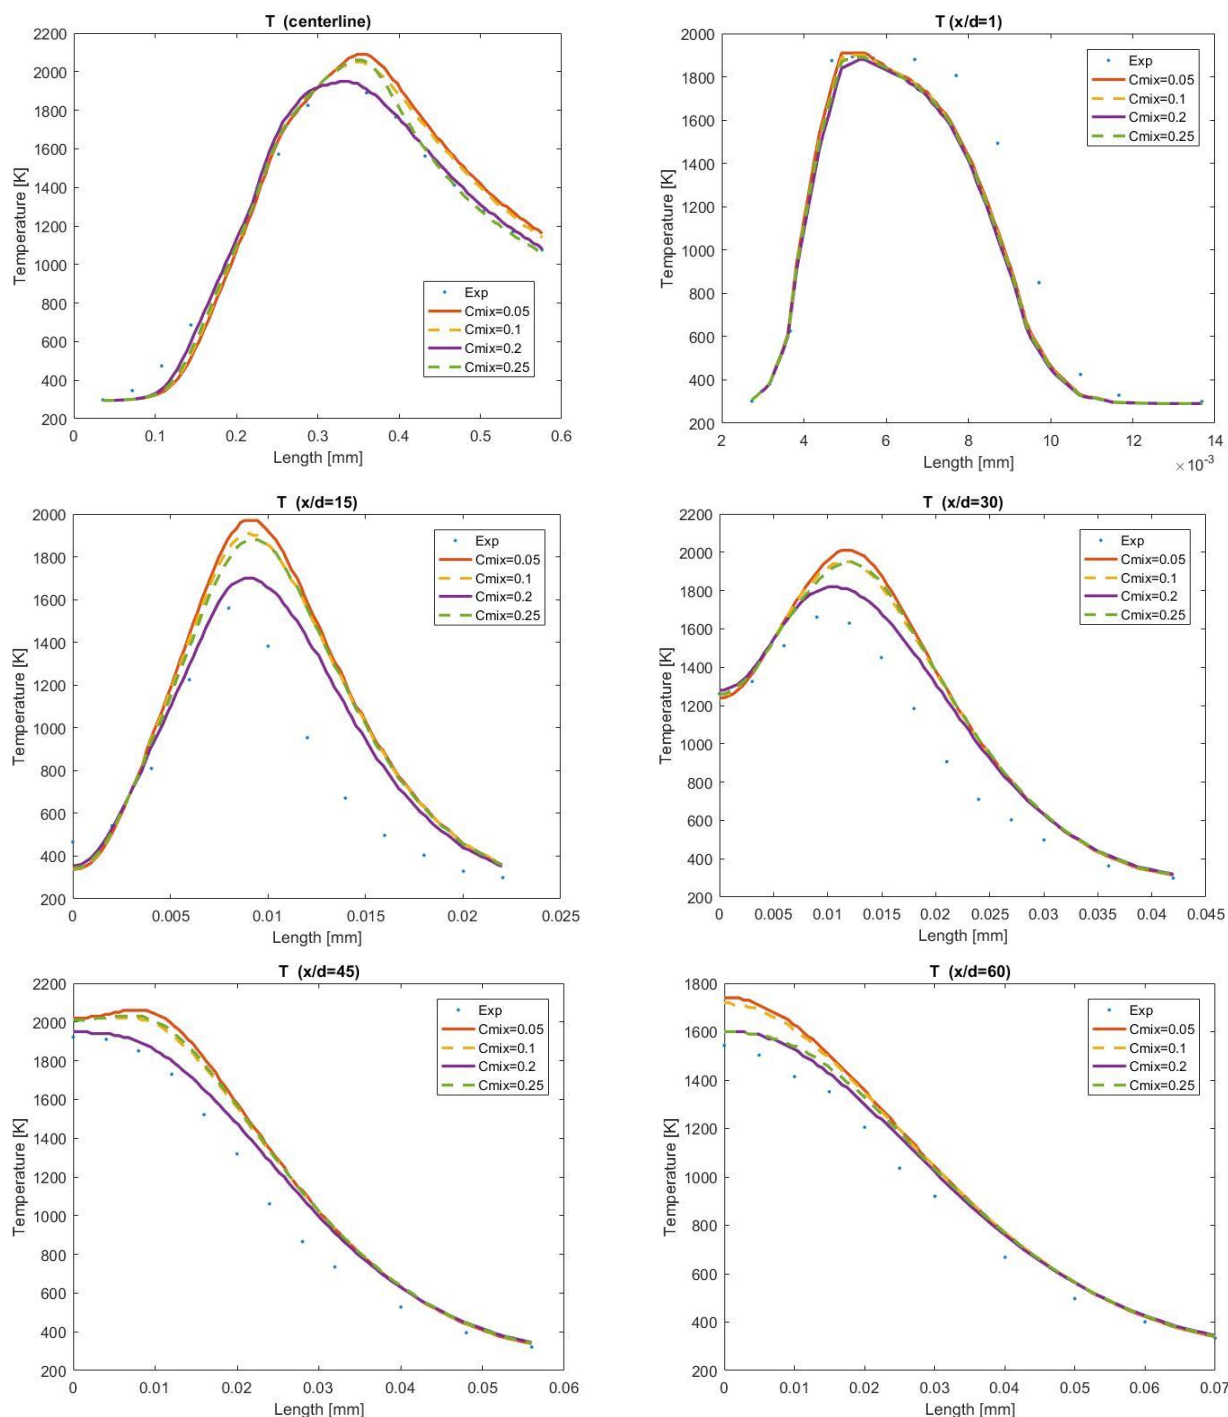 T (centerline)
2200
2000
1800
1600
1400
1200
1000
800
600
400
200
Temperature [K]
Exp
Cmix=0.05
Cmix=0.1
Cmix=0.2
Cmix=0.25
0 0.1 0.2 0.3 0.4 0.5 0.6
Length [mm]
T (x/d=1)
2000
1800
1600
1400
1200
1000
800
600
400
200
Temperature [K]
Exp
Cmix=0.05
Cmix=0.1
Cmix=0.2
Cmix=0.25
2 4 6 8 10 12 14
Length [mm]
×10-3
T (x/d=15)
2000
1800
1600
1400
1200
1000
800
600
400
200
Temperature [K]
Exp
Cmix=0.05
Cmix=0.1
Cmix=0.2
Cmix=0.25
0 0.005 0.01 0.015 0.02 0.025
Length [mm]
T (x/d=30)
2200
2000
1800
1600
1400
1200
1000
800
600
400
200
Temperature [K]
Exp
Cmix=0.05
Cmix=0.1
Cmix=0.2
Cmix=0.25
0 0.005 0.01 0.015 0.02 0.025 0.03 0.035 0.04 0.045
Length [mm]
T (x/d=45)
2200
2000
1800
1600
1400
1200
1000
800
600
400
200
Temperature [K]
Exp
Cmix=0.05
Cmix=0.1
Cmix=0.2
Cmix=0.25
0 0.01 0.02 0.03 0.04 0.05 0.06
Length [mm]
T (x/d=60)
1800
1600
1400
1200
1000
800
600
400
200
Temperature [K]
Exp
Cmix=0.05
Cmix=0.1
Cmix=0.2
Cmix=0.25
0 0.01 0.02 0.03 0.04 0.05 0.06 0.07
Length [mm]